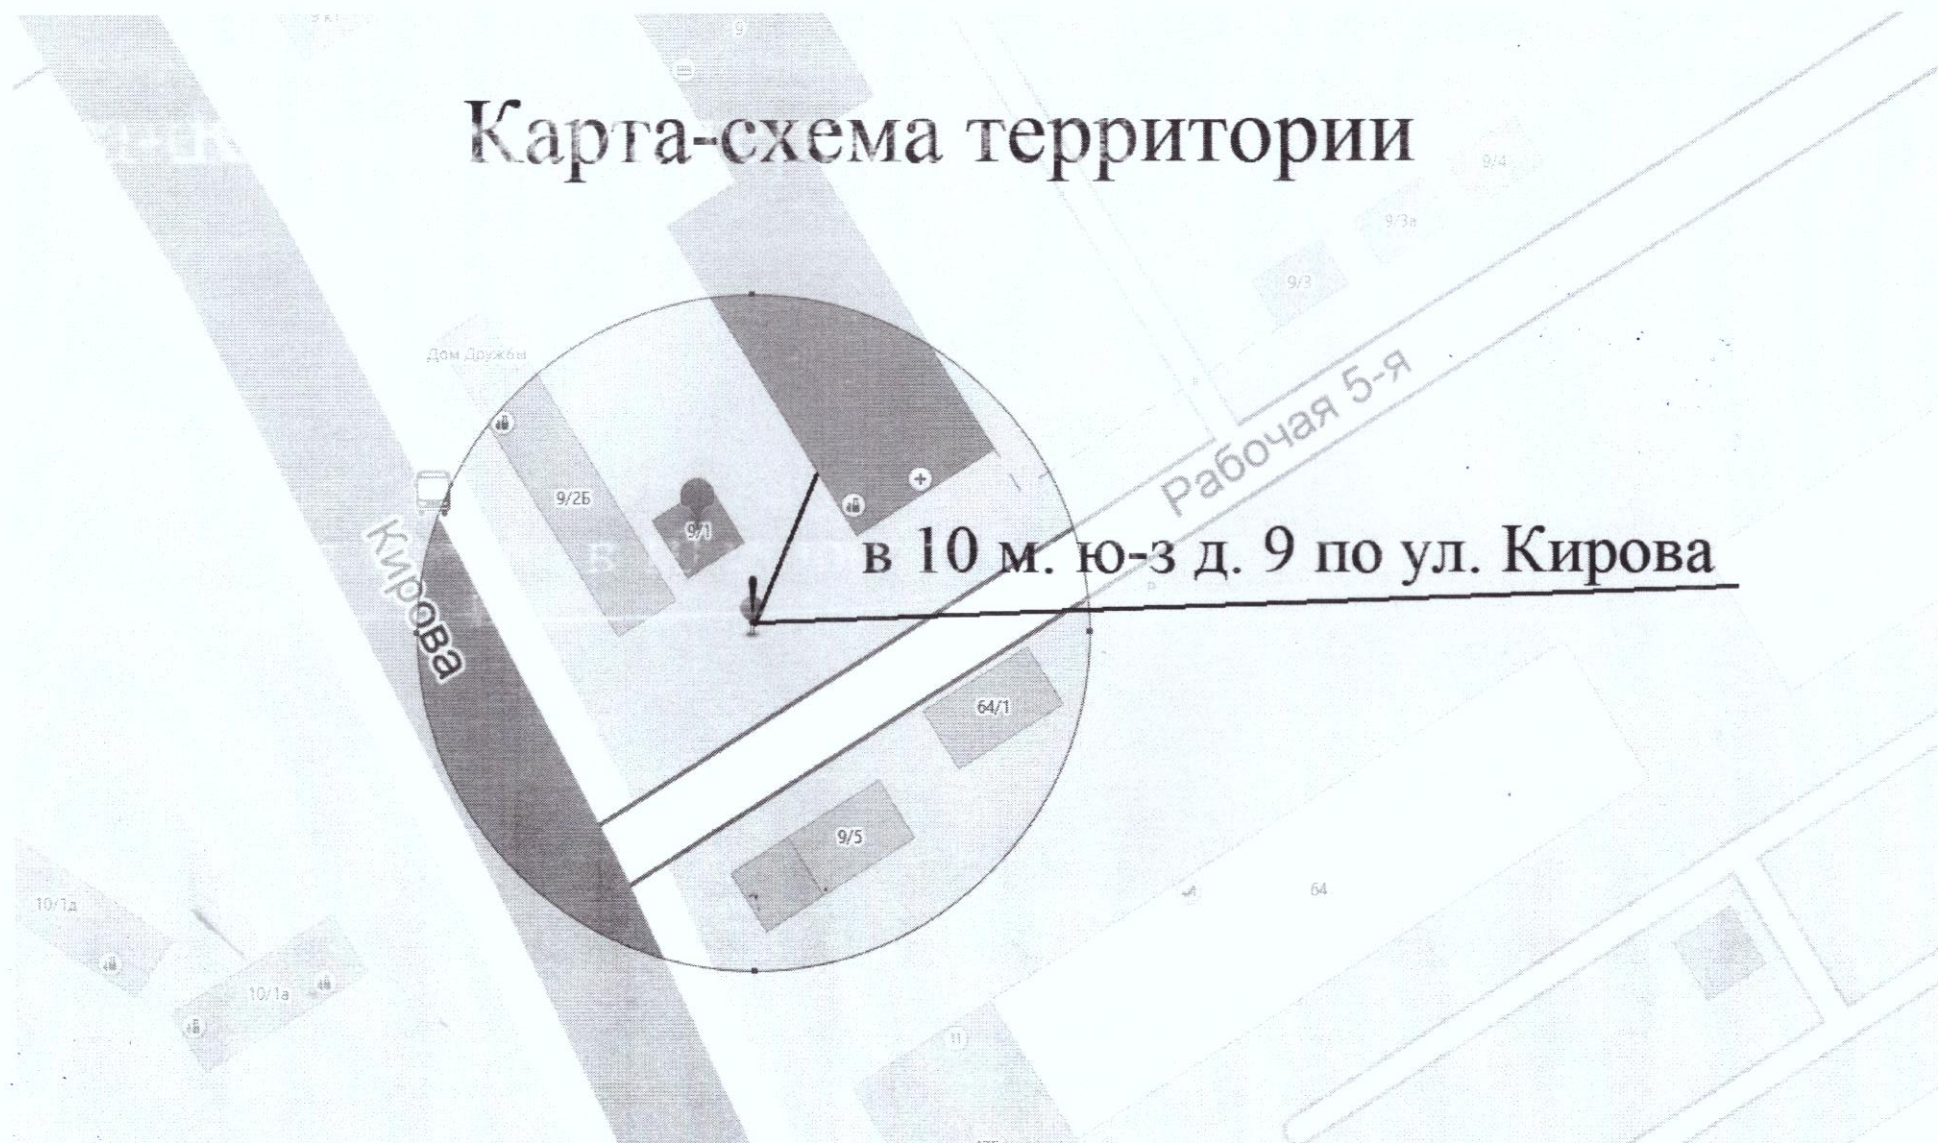 9
Карта-схема территории
9/4
9/3а
9/3
Дом Дружбы
Рабочая 5-я
9/2Б
9/1
в 10 м. ю-з д. 9 по ул. Кирова
Кирова
64/1
9/5
64
10/1д
10/1а
11